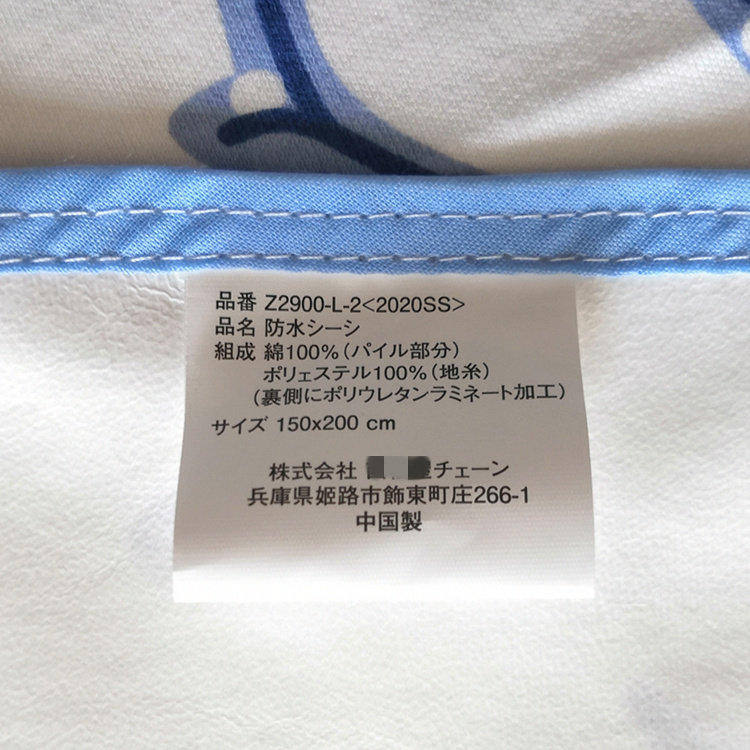 品番 Z2900-L-2<2020SS>
品名 防水シーシ
組成 綿100%(パイル部分)
ポリェステル100%(地糸)
(裏側にポリウレタンラミネート加工)
サイズ 150x200 cm
株式会社 チェーン
兵庫県姫路市飾東町庄266-1
中国製